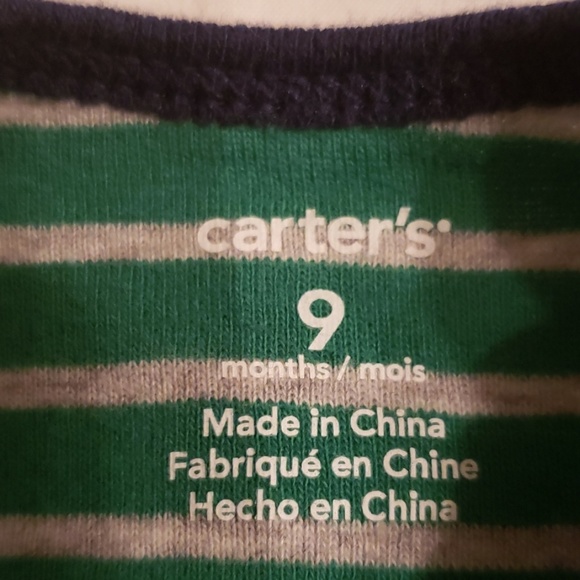 carter's
9
months / mois
Made in China
Fabriqué en Chine
Hecho en China